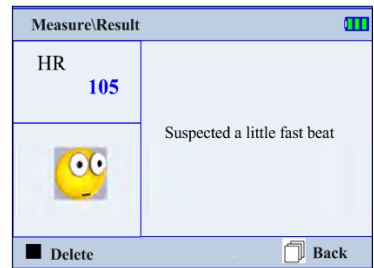 Measure\Result
HR
105
Suspected a little fast beat
Delete
Back